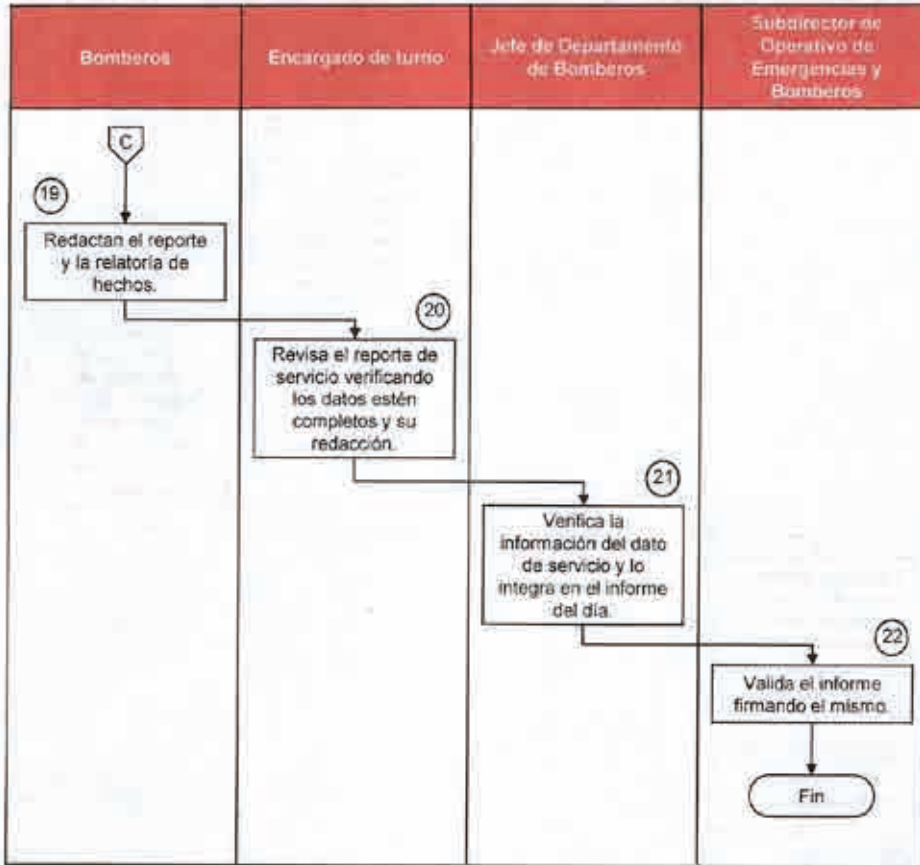 Bomberos
Encargado de turno
Jefe de Departamento
de Bomberos
Subdirector de
Operativo de
Emergencias y
Bomberos
C
19
Redactan el reporte
y la relatoría de
hechos.
20
Revisa el reporte de
servicio verificando
los datos estén
completos y su
redacción.
21
Verifica la
información del dato
de servicio y lo
integra en el informe
del día.
22
Valida el informe
firmando el mismo.
Fin